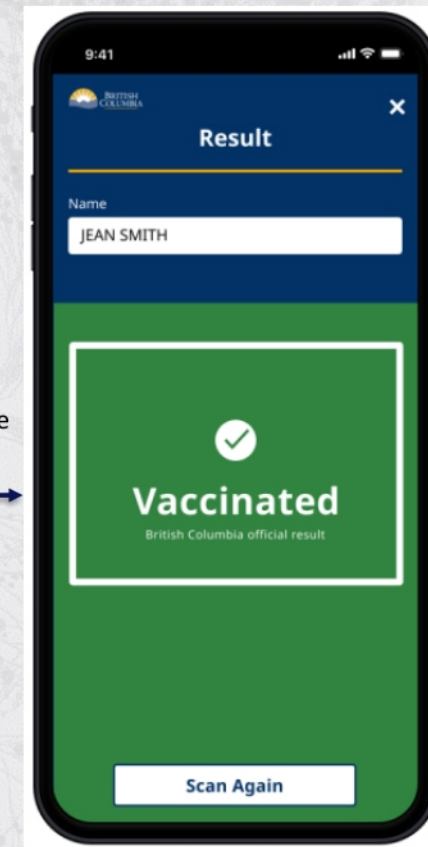 9:41
BRITISH
COLUMBIA
Result
Name
JEAN SMITH
e
Vaccinated
British Columbia official result
Scan Again